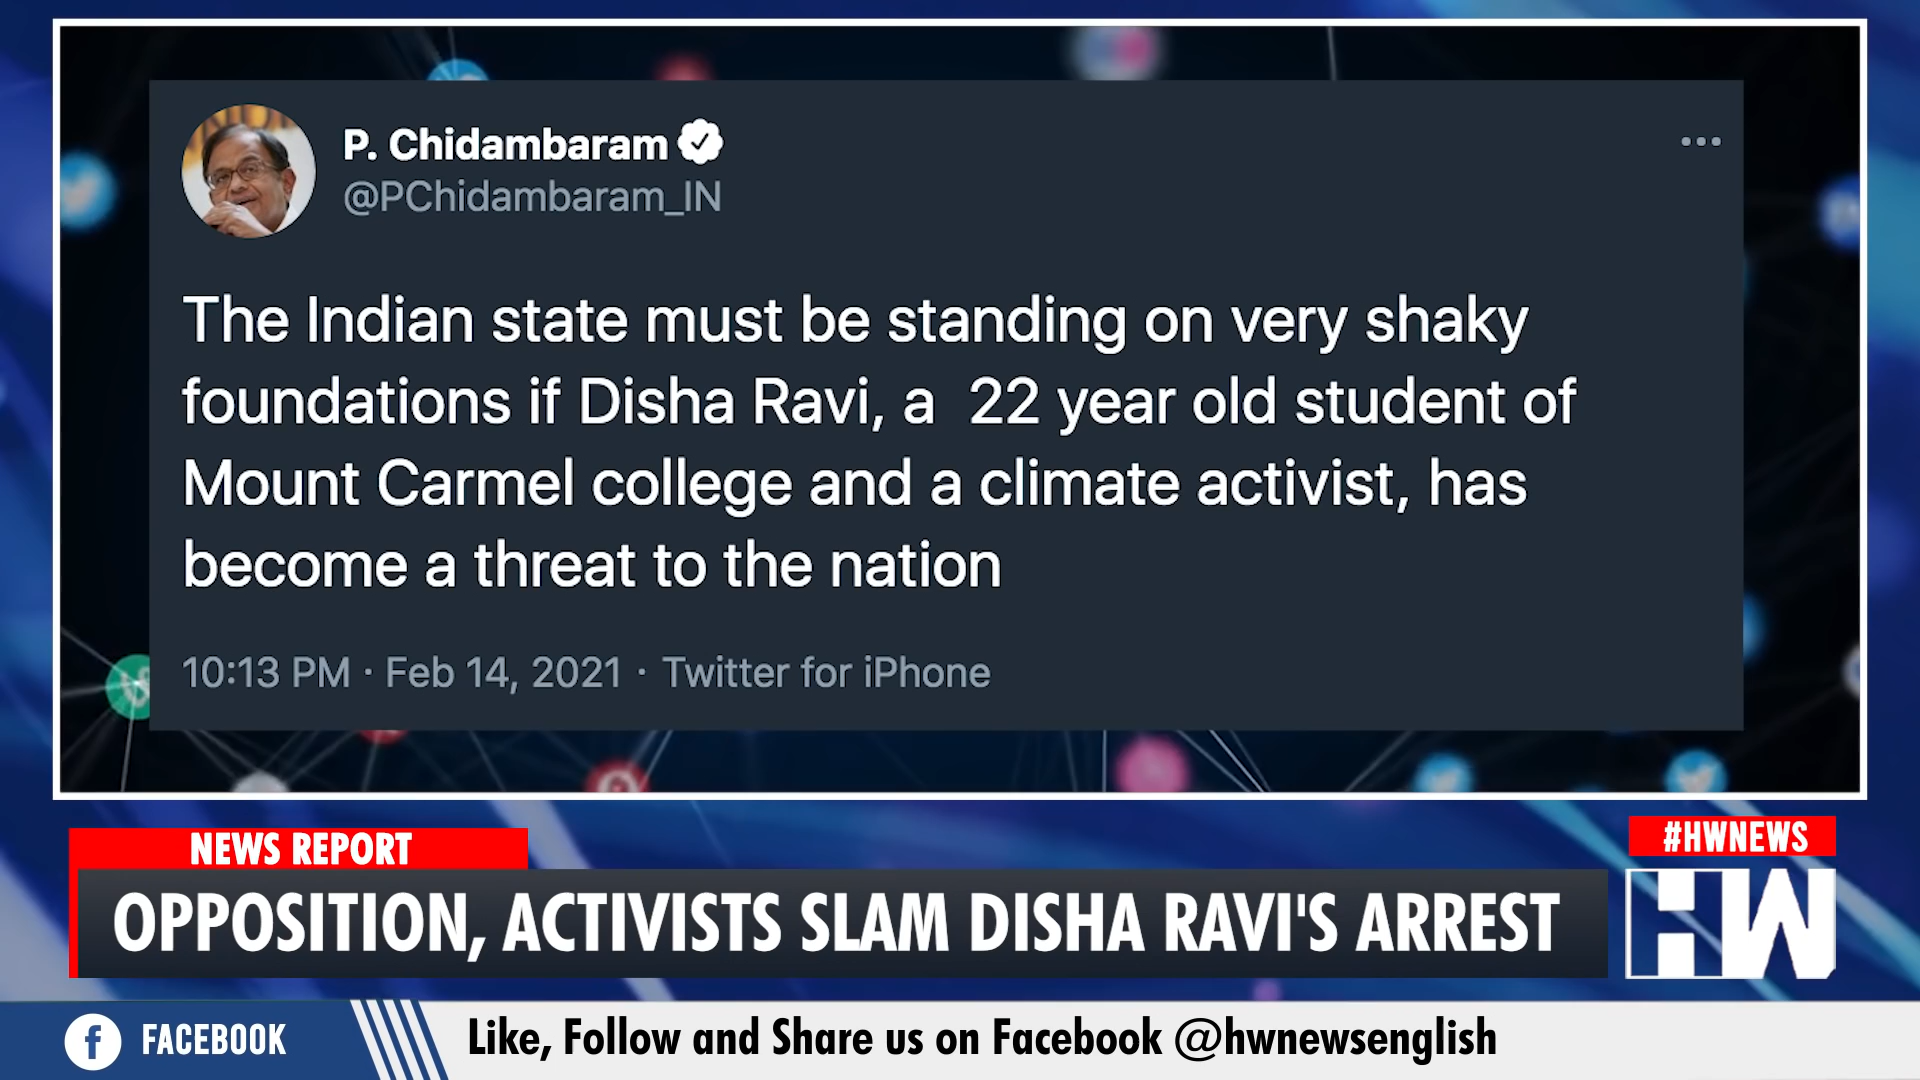 P. Chidambaram
@PChidambaram_IN
The Indian state must be standing on very shaky
foundations if Disha Ravi, a  22 year old student of
Mount Carmel college and a climate activist, has
become a threat to the nation
10:13 PM · Feb 14, 2021 · Twitter for iPhone
NEWS REPORT
#HWNEWS
OPPOSITION, ACTIVISTS SLAM DISHA RAVI'S ARREST
HW
f FACEBOOK
Like, Follow and Share us on Facebook @hwnewsenglish